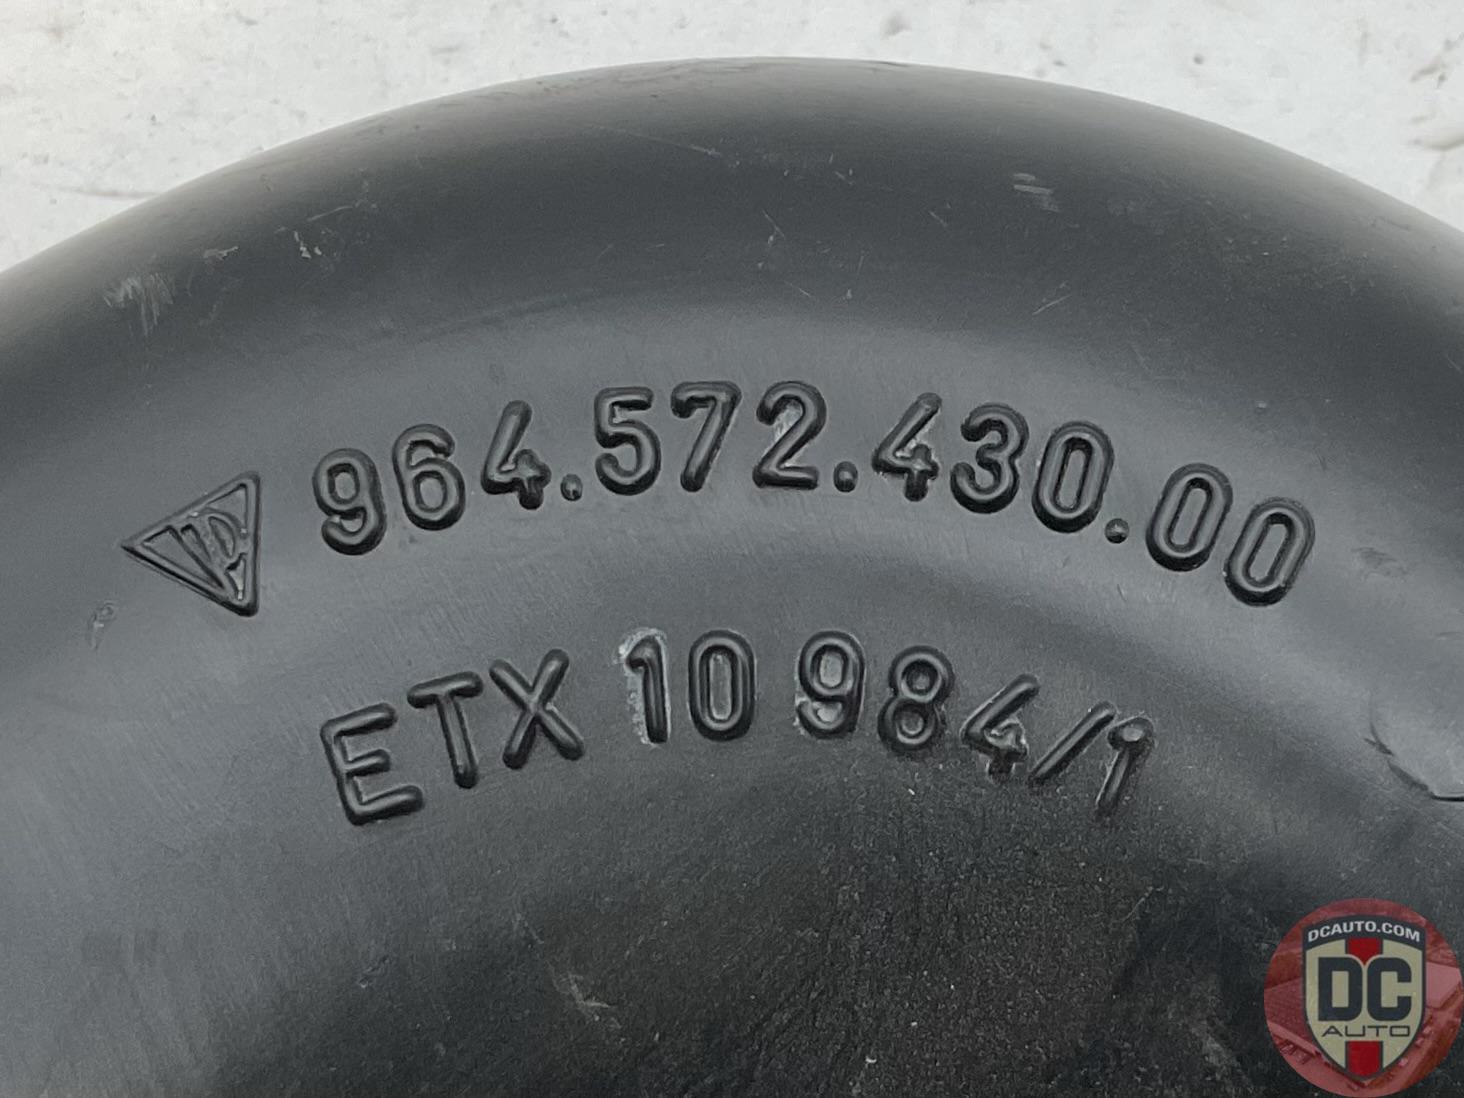 964.572.430.00
ETX 10 984/1
DCAUTO.COM
DC
AUTO